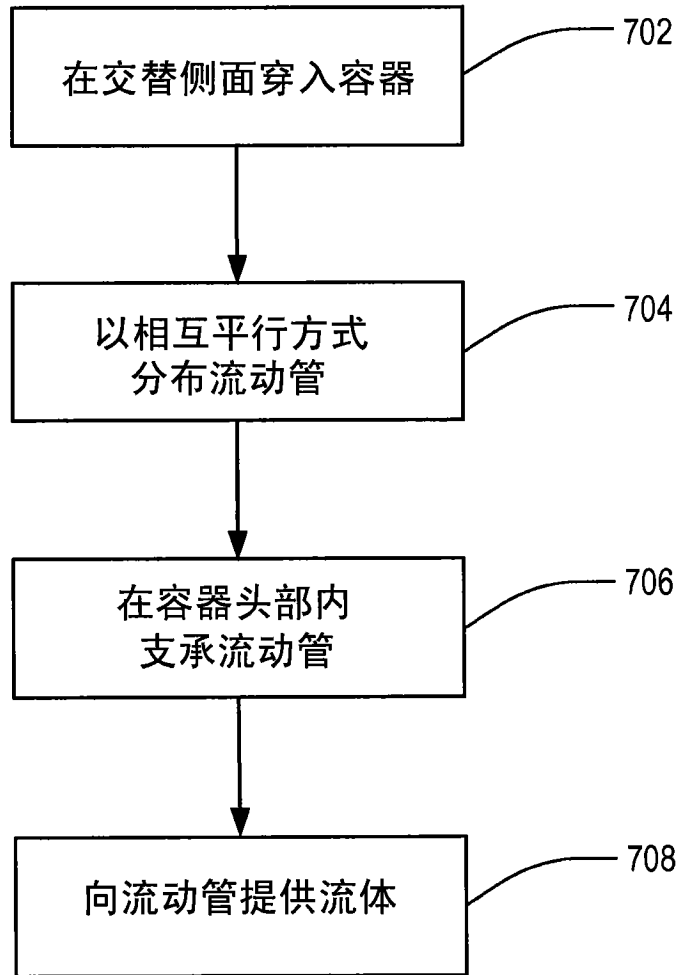 在交替侧面穿入容器
702
以相互平行方式
分布流动管
704
在容器头部内
支承流动管
706
向流动管提供流体
708